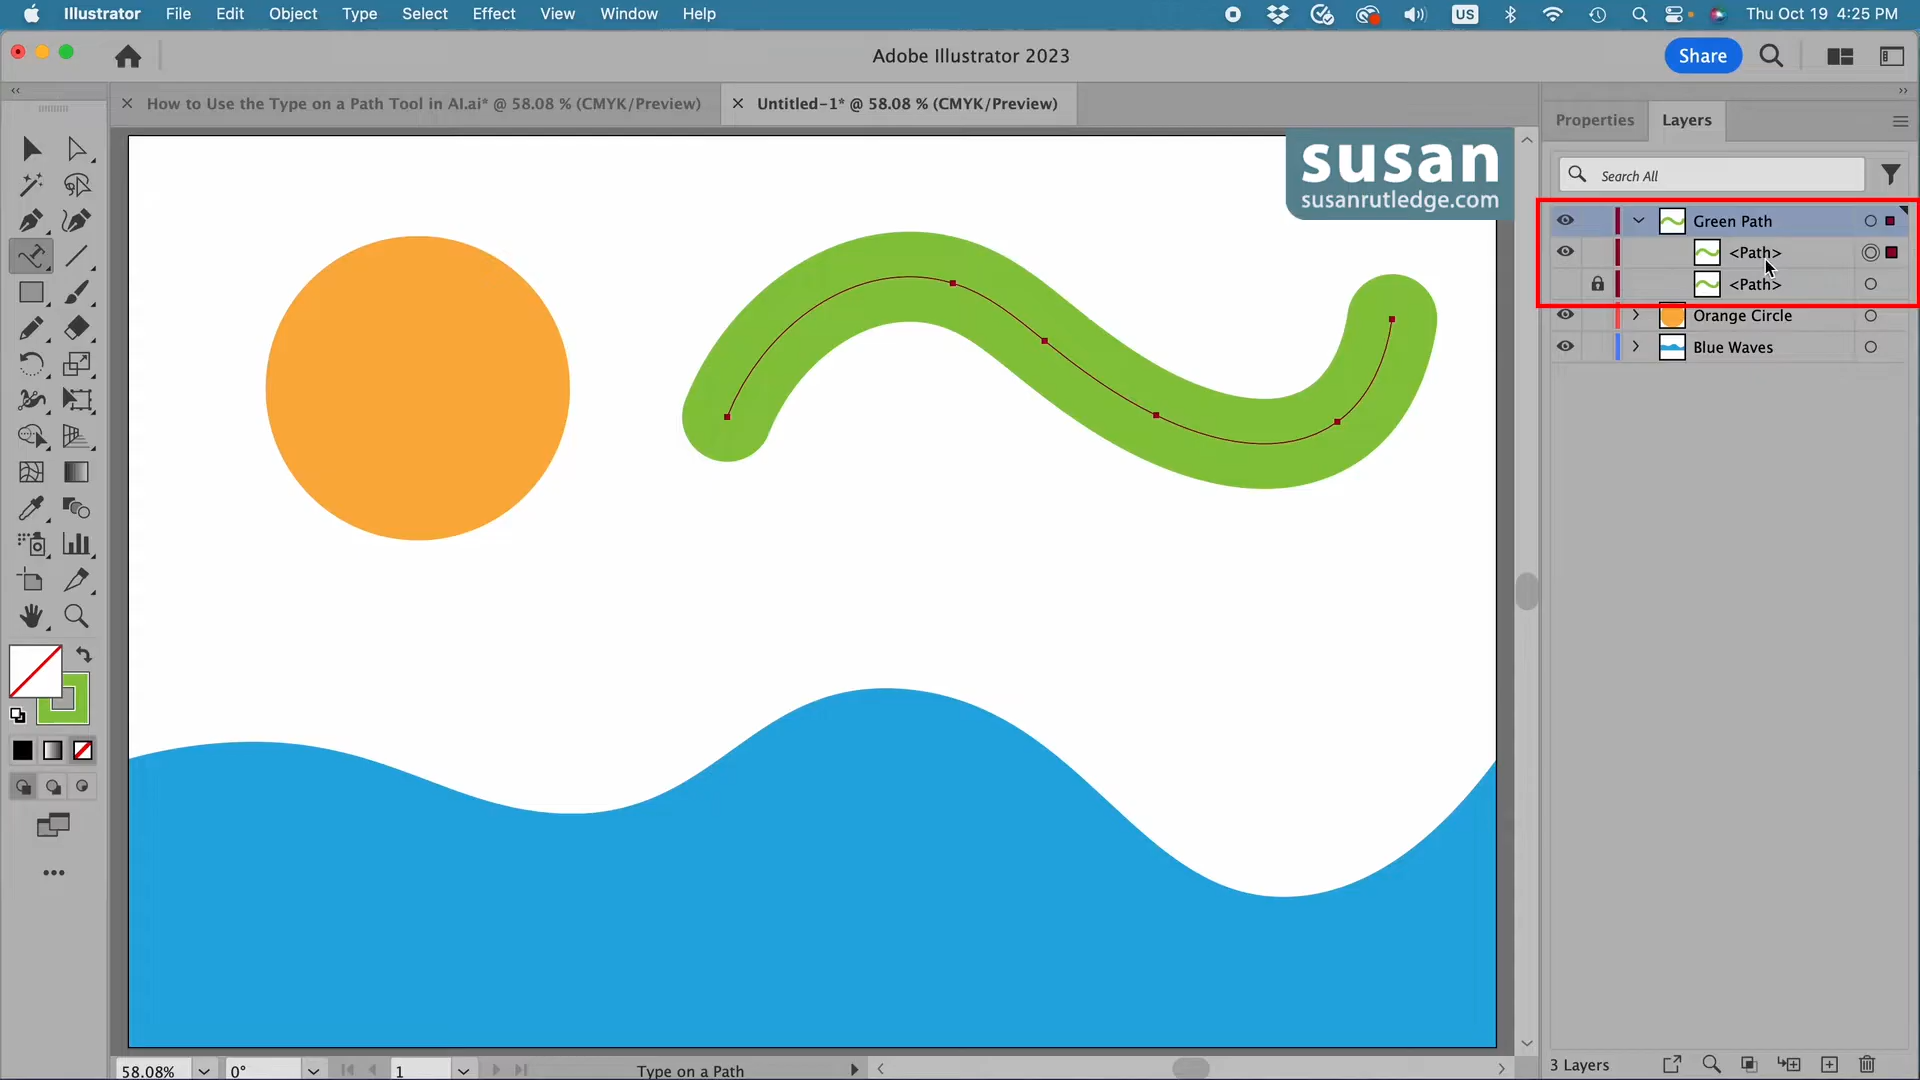 Illustrator File Edit Object Type Select Effect View Window Help US Thu Oct 19 4:25 PM
Adobe Illustrator 2023
Share
How to Use the Type on a Path Tool in AI.ai* @ 58.08 % (CMYK/Preview)
Untitled-1* @ 58.08 % (CMYK/Preview)
Properties
Layers
susan
susanrutledge.com
Search All
Green Path
<Path>
<Path>
Orange Circle
Blue Waves
58.08%
0°
1
Type on a Path
3 Layers